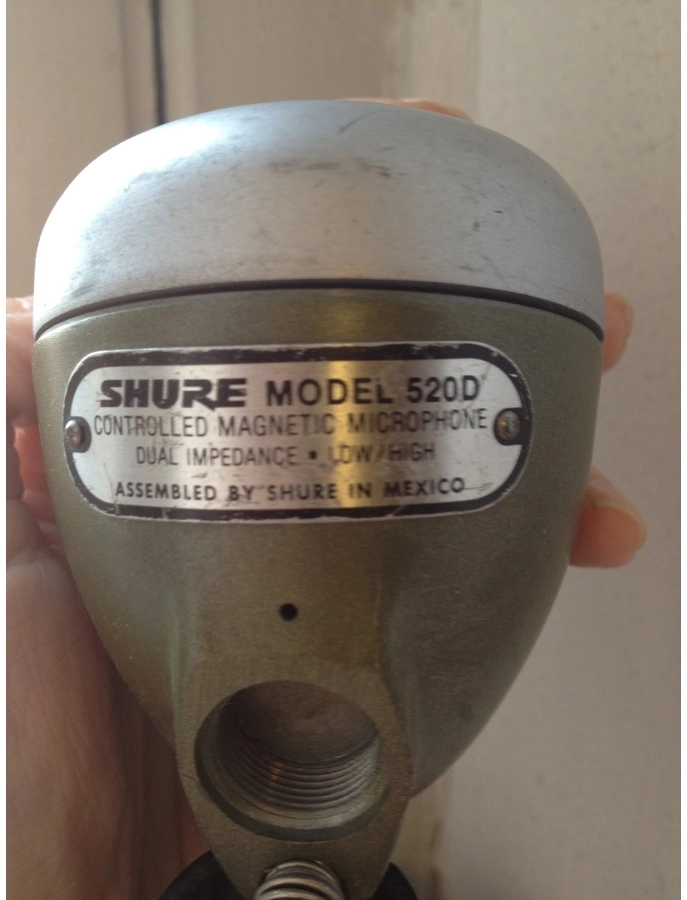 SHURE MODEL 520D
CONTROLLED MAGNETIC MICROPHONE
DUAL IMPEDANCE ▪ LOW/HIGH
ASSEMBLED BY SHURE IN MEXICO